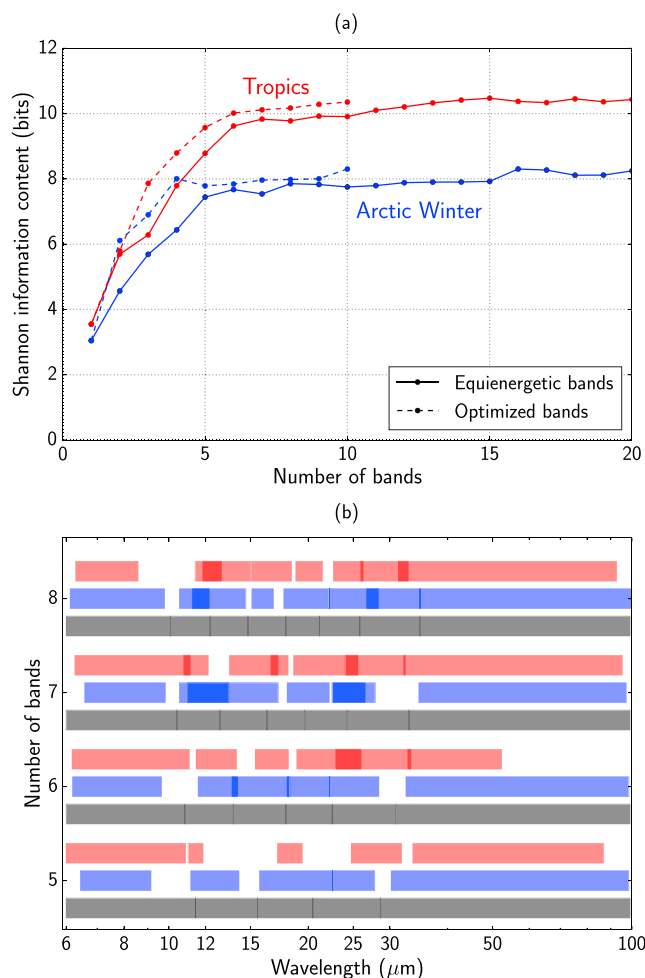 (a)
Shannon information content (bits)
12
10
8
6
4
2
0
Tropics
Arctic Winter
Equienergetic bands
Optimized bands
0 5 10 15 20
Number of bands
(b)
Number of bands
8
7
6
5
6 8 10 12 15 20 25 30 50 100
Wavelength (μm)